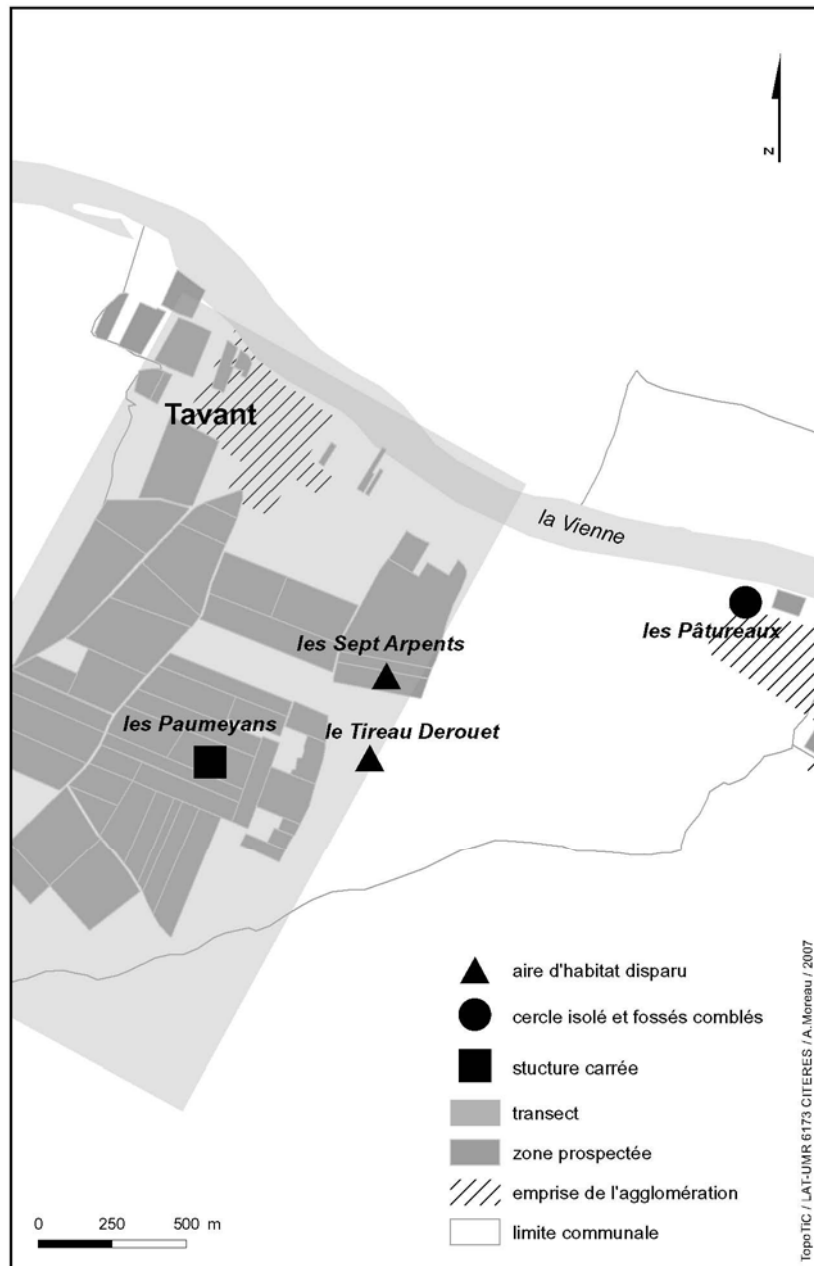 z
Tavant
la Vienne
les Pâtureaux
les Sept Arpents
les Paumeyans
le Tireau Derouet
aire d'habitat disparu
cercle isolé et fossés comblés
stucture carrée
transect
zone prospectée
emprise de l'agglomération
limite communale
0 250 500 m
TopoTiC / LAT-UMR 6173 CITERES / A.Moreau / 2007